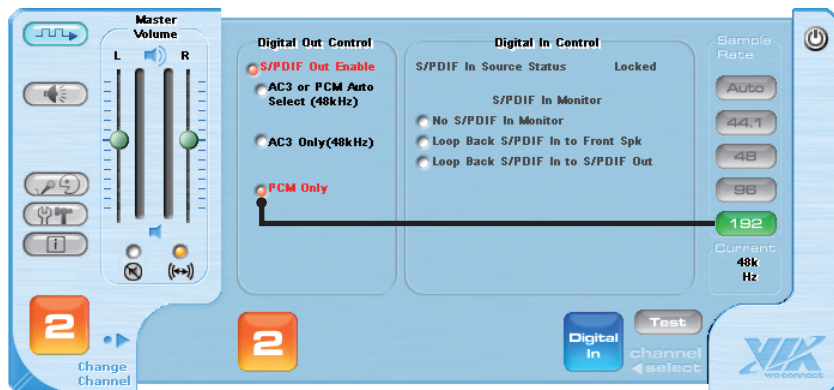 Master
Volume
L
R
2
Change
Channel
Digital Out Control
S/PDIF Out Enable
AC3 or PCM Auto
Select (48kHz)
AC3 Only(48kHz)
PCM Only
2
Digital In Control
S/PDIF In Source Status Locked
S/PDIF In Monitor
No S/PDIF In Monitor
Loop Back S/PDIF In to Front Spk
Loop Back S/PDIF In to S/PDIF Out
Digital
In
Test
channel
select
Sample
Rate
Auto
44.1
48
96
192
Current
48k
Hz
VIA
we connect